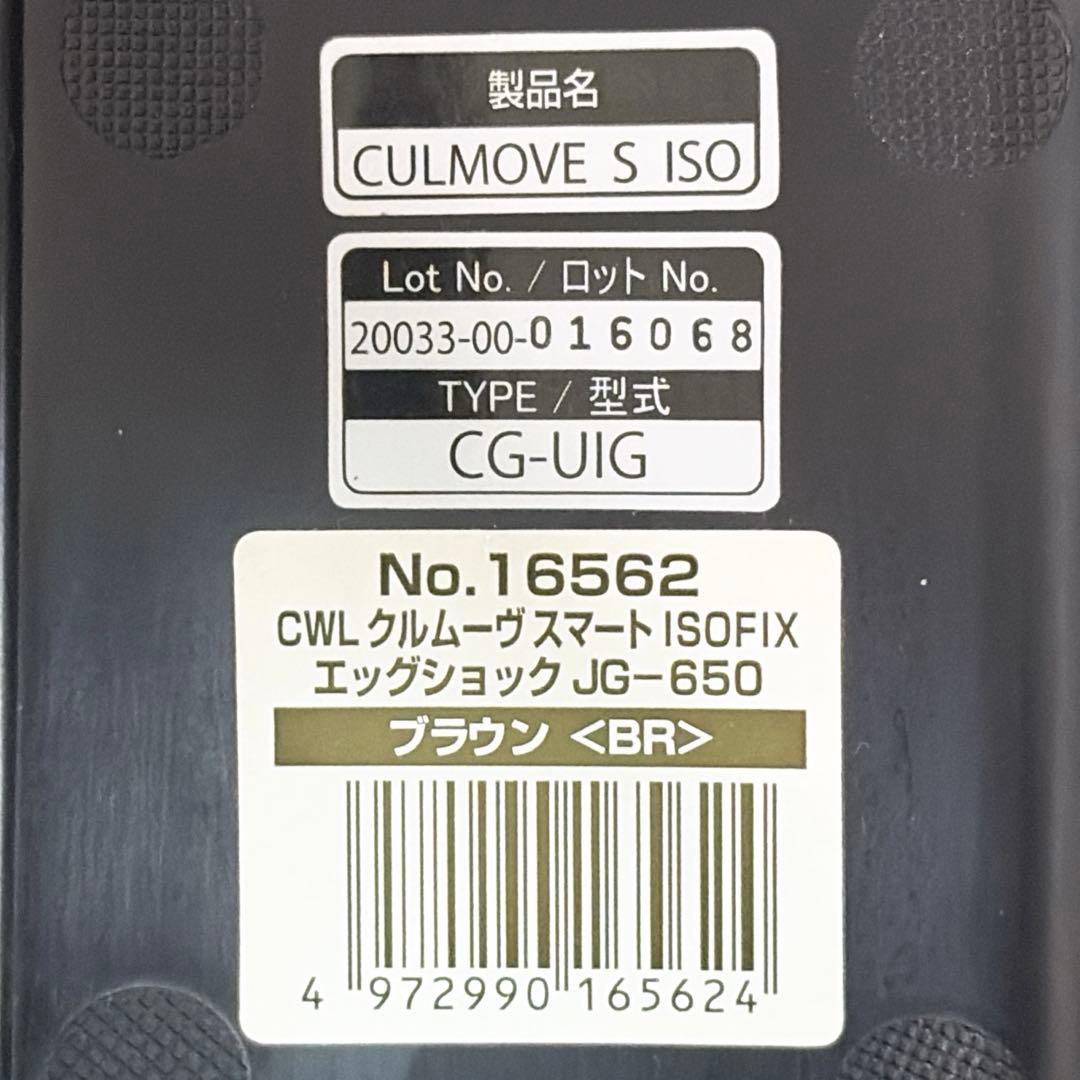 製品名
CULMOVE S ISO
Lot No. / ロット No.
20033-00-016068
TYPE / 型式
CG-UIG
No.16562
CWL クルムーヴ スマート ISOFIX
エッグショック JG-650
ブラウン <BR>
4 972990 165624